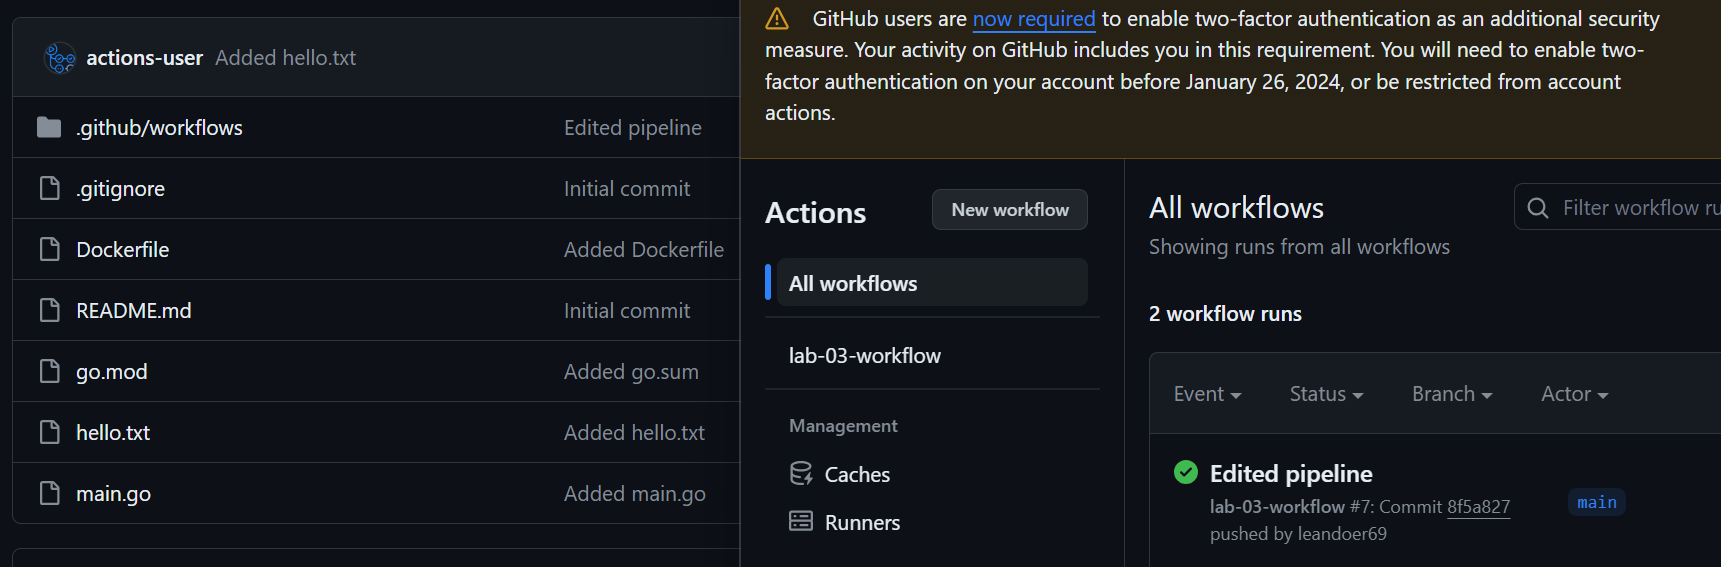 actions-user Added hello.txt
.github/workflows Edited pipeline
.gitignore Initial commit
Dockerfile Added Dockerfile
README.md Initial commit
go.mod Added go.sum
hello.txt Added hello.txt
main.go Added main.go
GitHub users are now required to enable two-factor authentication as an additional security
measure. Your activity on GitHub includes you in this requirement. You will need to enable two-
factor authentication on your account before January 26, 2024, or be restricted from account
actions.
Actions New workflow
All workflows
lab-03-workflow
Management
Caches
Runners
All workflows
Filter workflow ru
Showing runs from all workflows
2 workflow runs
Event Status Branch Actor
Edited pipeline
lab-03-workflow #7: Commit 8f5a827
pushed by leandoer69
main